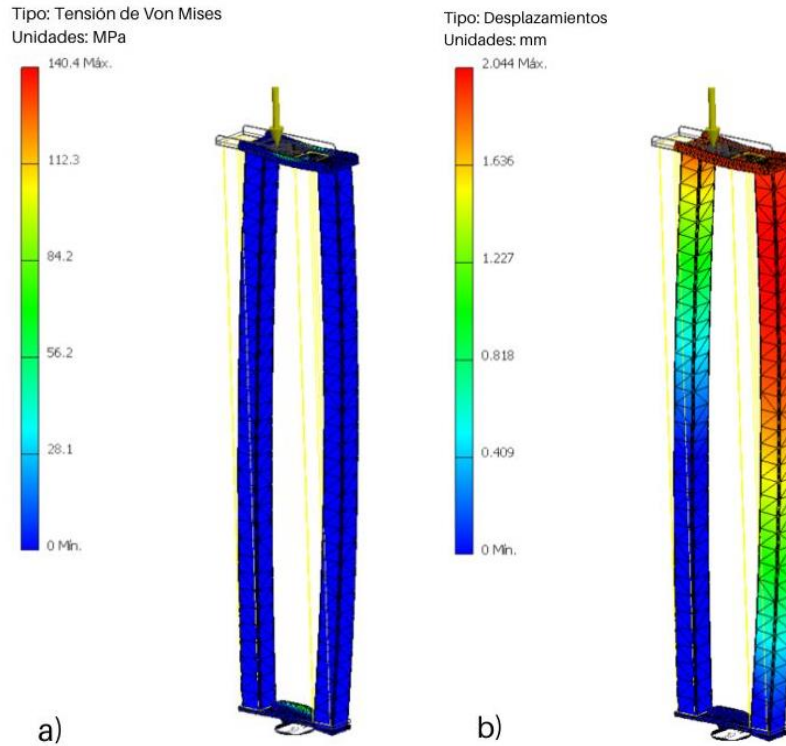 Tipo: Tensión de Von Mises
Unidades: MPa
140.4 Máx.
112.3
84.2
56.2
28.1
0 Mín.
a)
Tipo: Desplazamientos
Unidades: mm
2.044 Máx.
1.636
1.227
0.818
0.409
0 Mín.
b)